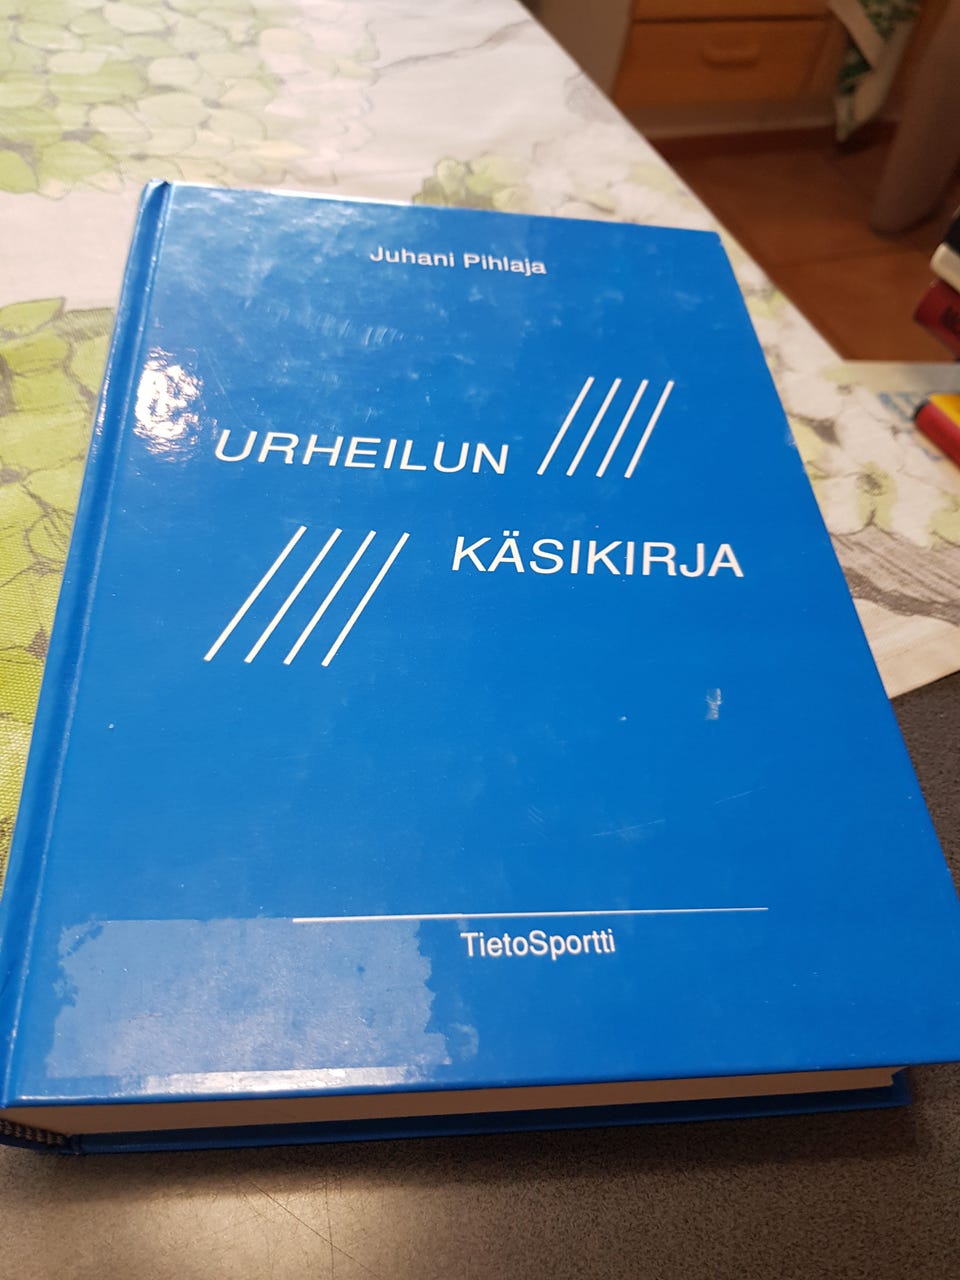 Juhani Pihlaja
URHEILUN
KÄSIKIRJA
TietoSportti